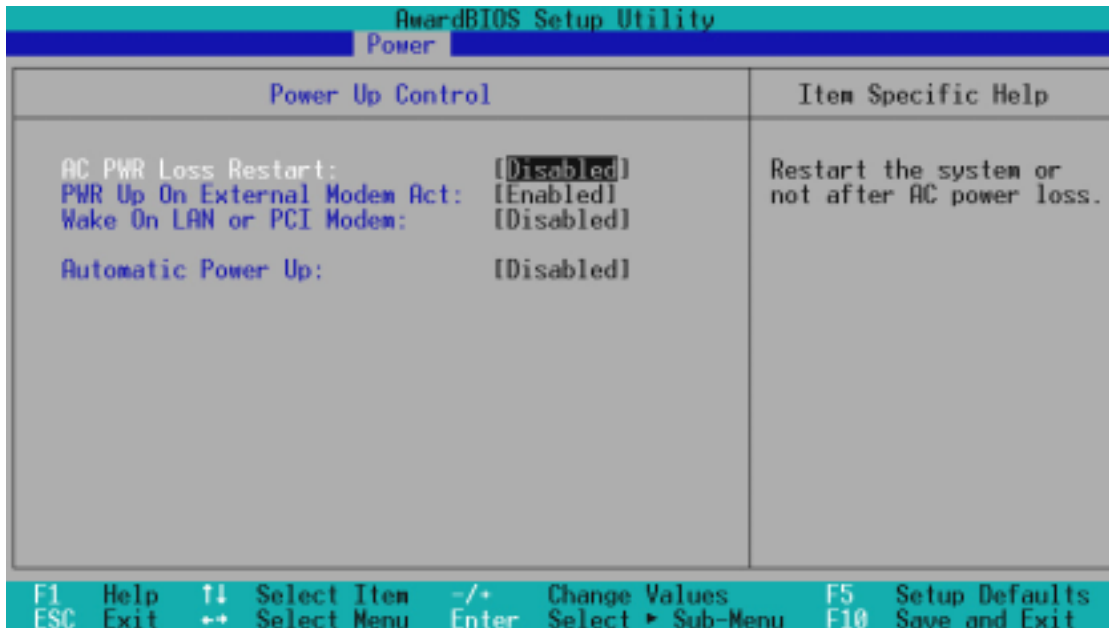 AwardBIOS Setup Utility
Power
Power Up Control
Item Specific Help
AC PWR Loss Restart: [Disabled]
PWR Up On External Modem Act: [Enabled]
Wake On LAN or PCI Modem: [Disabled]
Automatic Power Up: [Disabled]
Restart the system or
not after AC power loss.
F1 Help ↑↓ Select Item -/+ Change Values F5 Setup Defaults
ESC Exit ←→ Select Menu Enter Select ► Sub-Menu F10 Save and Exit